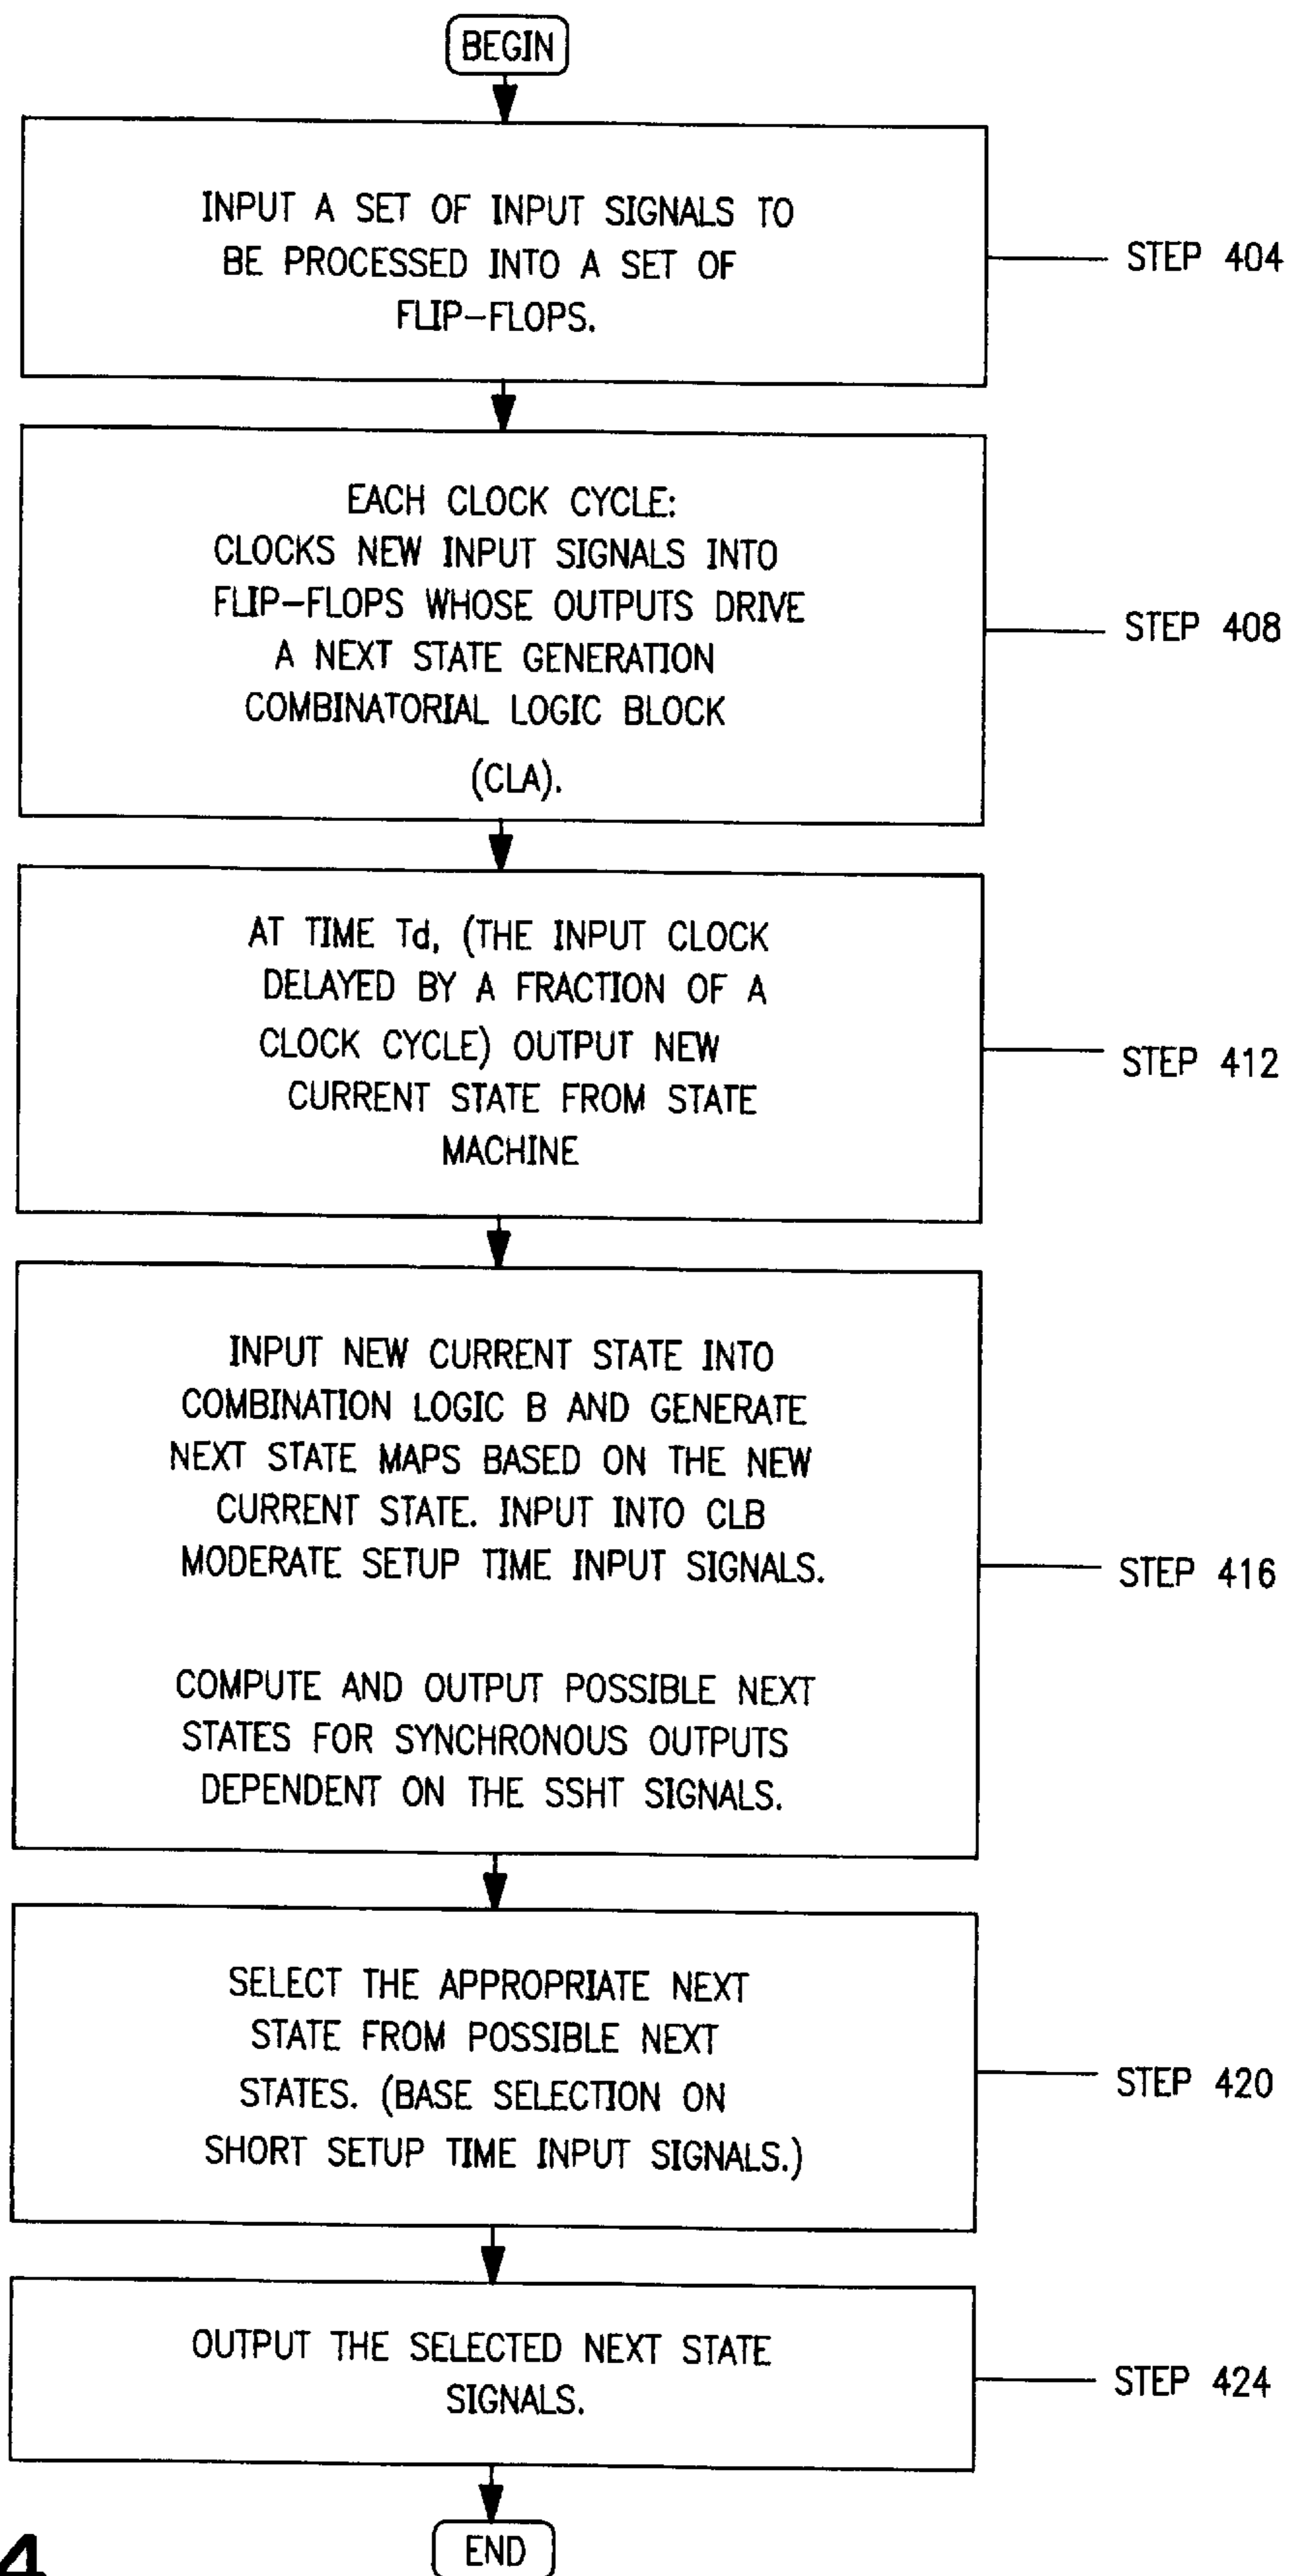 BEGIN
INPUT A SET OF INPUT SIGNALS TO
BE PROCESSED INTO A SET OF
FLIP-FLOPS.
STEP 404
EACH CLOCK CYCLE:
CLOCKS NEW INPUT SIGNALS INTO
FLIP-FLOPS WHOSE OUTPUTS DRIVE
A NEXT STATE GENERATION
COMBINATORIAL LOGIC BLOCK
(CLA).
STEP 408
AT TIME Td, (THE INPUT CLOCK
DELAYED BY A FRACTION OF A
CLOCK CYCLE) OUTPUT NEW
CURRENT STATE FROM STATE
MACHINE
STEP 412
INPUT NEW CURRENT STATE INTO
COMBINATION LOGIC B AND GENERATE
NEXT STATE MAPS BASED ON THE NEW
CURRENT STATE. INPUT INTO CLB
MODERATE SETUP TIME INPUT SIGNALS.
COMPUTE AND OUTPUT POSSIBLE NEXT
STATES FOR SYNCHRONOUS OUTPUTS
DEPENDENT ON THE SSHT SIGNALS.
STEP 416
SELECT THE APPROPRIATE NEXT
STATE FROM POSSIBLE NEXT
STATES. (BASE SELECTION ON
SHORT SETUP TIME INPUT SIGNALS.)
STEP 420
OUTPUT THE SELECTED NEXT STATE
SIGNALS.
STEP 424
END
4